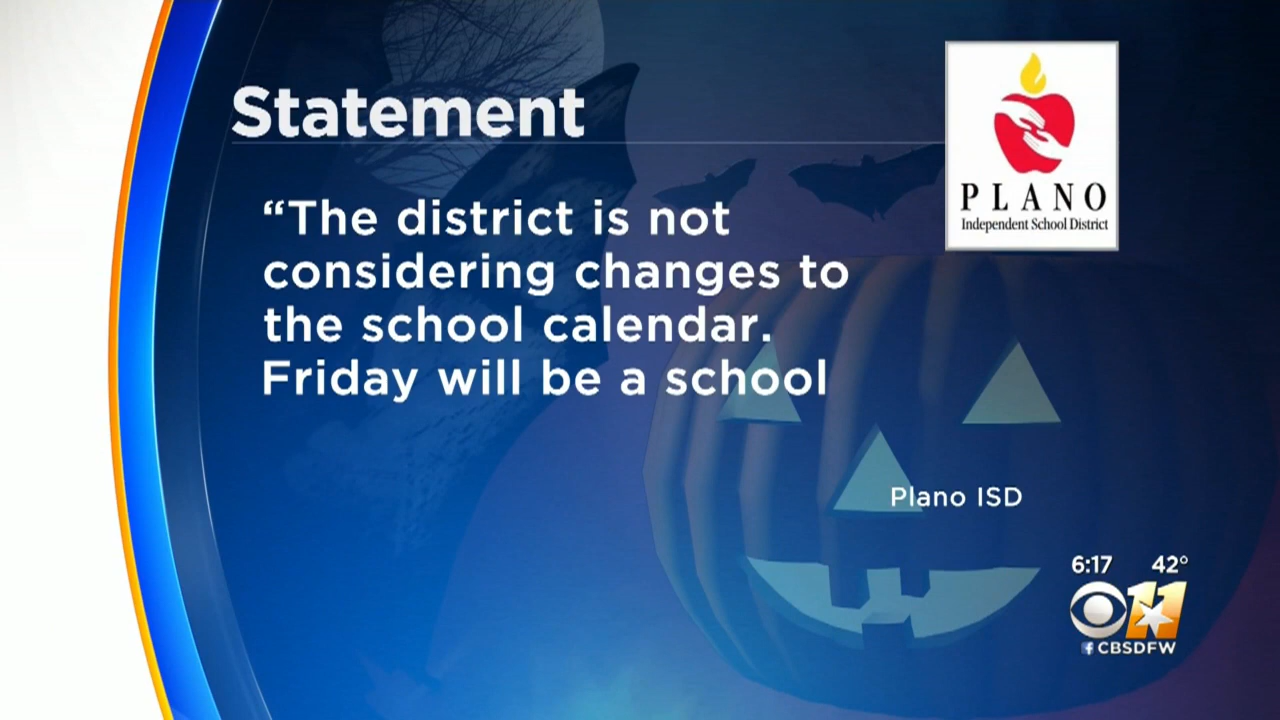 Statement
PLANO
Independent School District
“The district is not
considering changes to
the school calendar.
Friday will be a school
Plano ISD
6:17 42°
11
CBSDFW